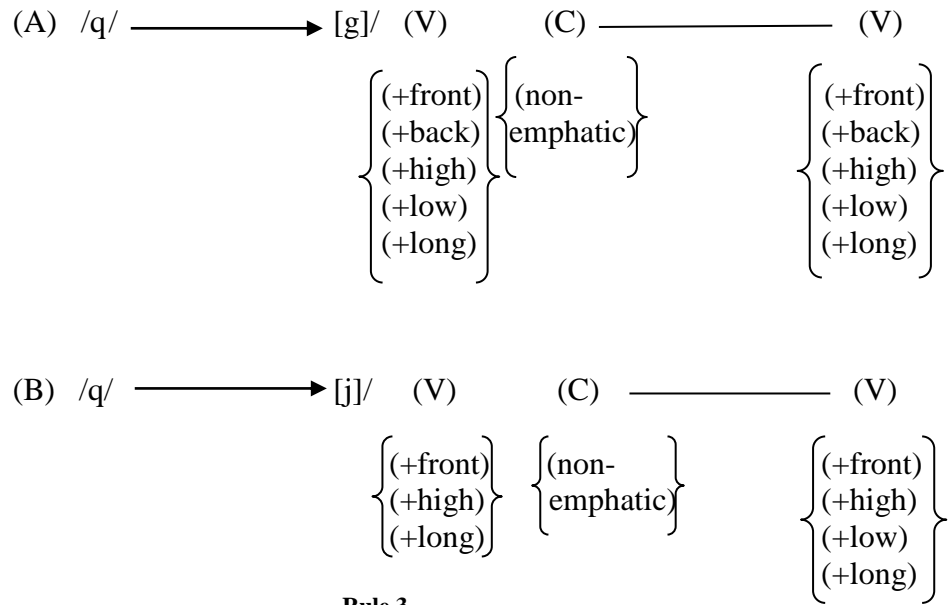 (A) /q/ [g]/ (V) (C) (V)
(+front) (non- (+front)
(+back) emphatic) (+back)
(+high) (+high)
(+low) (+low)
(+long) (+long)
(B) /q/ [j]/ (V) (C) (V)
(+front) (non- (+front)
(+high) emphatic) (+high)
(+long) (+low)
(+long)
Rule 3